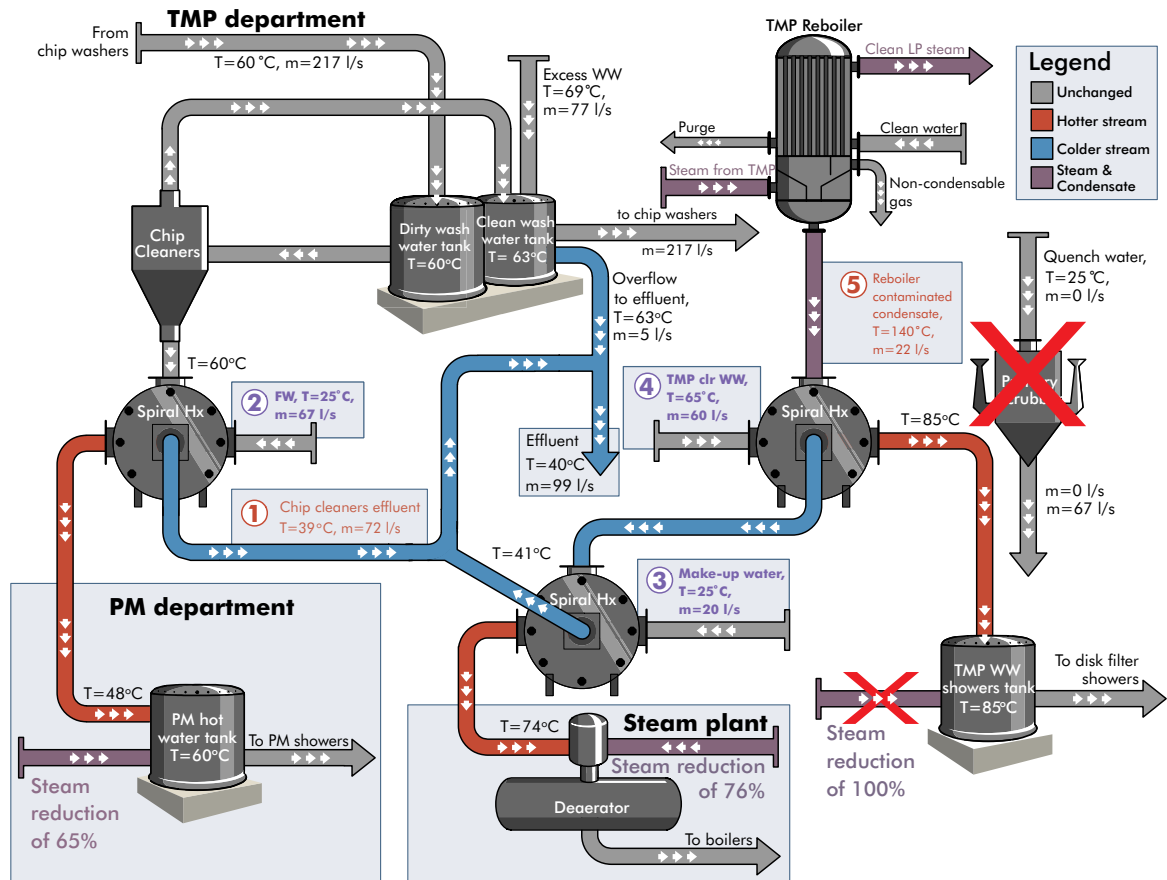 TMP department
From
chip washers
T=60 °C, m=217 l/s
Excess WW
T=69°C,
m=77 l/s
TMP Reboiler
Clean LP steam
Purge
Clean water
Steam from TMP
Non-condensable
gas
Legend
Unchanged
Hotter stream
Colder stream
Steam &
Condensate
Chip
Cleaners
Dirty wash
water tank
T=60°C
Clean wash
water tank
T= 63°C
to chip washers
m=217 l/s
Overflow
to effluent,
T=63°C
m=5 l/s
5
Reboiler
contaminated
condensate,
T=140°C,
m=22 l/s
Quench water,
T=25°C
m=0 l/s
T=60°C
Spiral Hx
2
FW, T=25°C,
m=67 l/s
4
TMP clr WW,
T=65°C,
m=60 l/s
Spiral Hx
T=85°C
Effluent
T=40°C
m=99 l/s
m=0 l/s
m=67 l/s
1
Chip cleaners effluent
T=39°C, m=72 l/s
T=41°C
Spiral Hx
3
Make-up water,
T=25°C,
m=20 l/s
PM department
T=48°C
PM hot
water tank
T=60°C
To PM showers
Steam
reduction
of 65%
Steam plant
T=74°C
Steam reduction
of 76%
Deaerator
To boilers
TMP WW
showers tank
T=85°C
To disk filter
showers
Steam
reduction
of 100%